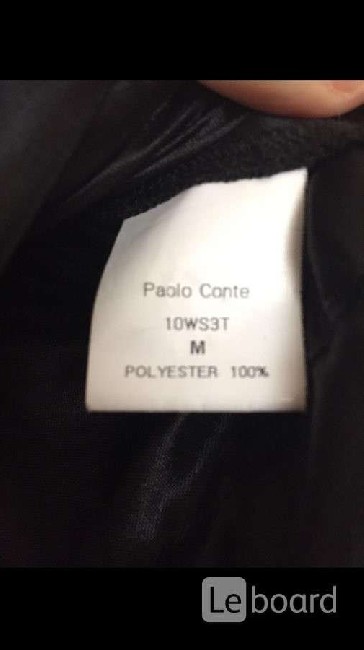 Paolo Conte
10WS3T
M
POLYESTER 100%
Leboard